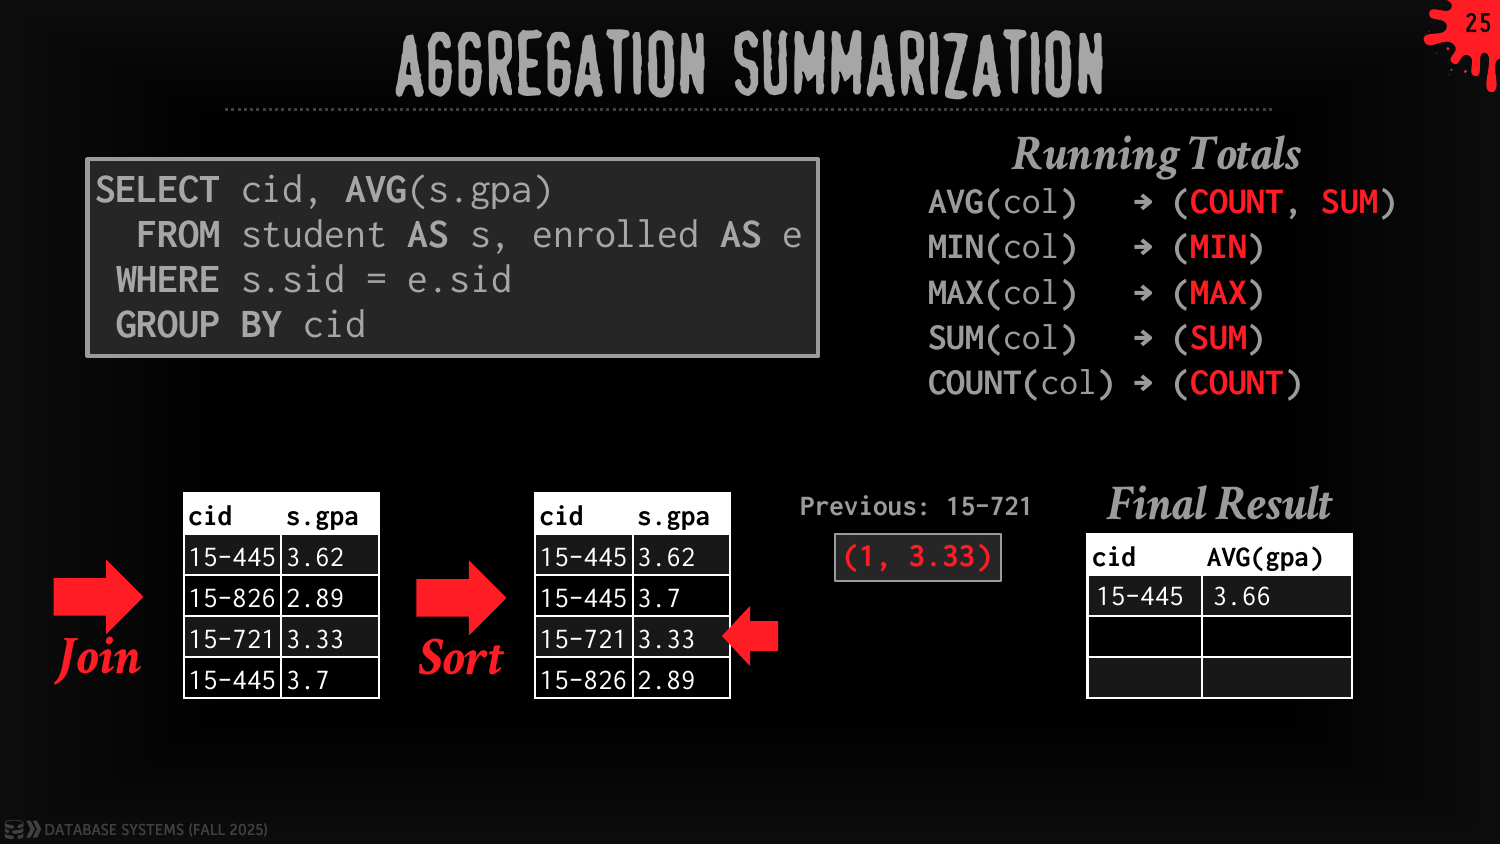 25
AGGREGATION SUMMARIZATION
SELECT cid, AVG(s.gpa)
FROM student AS s, enrolled AS e
WHERE s.sid = e.sid
GROUP BY cid
Running Totals
AVG(col) → (COUNT, SUM)
MIN(col) → (MIN)
MAX(col) → (MAX)
SUM(col) → (SUM)
COUNT(col) → (COUNT)
Join
cid s.gpa
15-445 3.62
15-826 2.89
15-721 3.33
15-445 3.7
Sort
cid s.gpa
15-445 3.62
15-445 3.7
15-721 3.33
15-826 2.89
Previous: 15-721
(1, 3.33)
Final Result
cid AVG(gpa)
15-445 3.66
DATABASE SYSTEMS (FALL 2025)